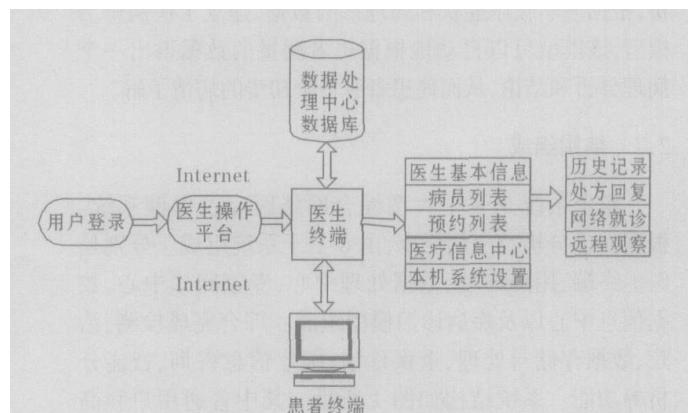 数据处
理中心
数据库
Internet
用户登录
医生操作
平台
医生
终端
医生基本信息
病员列表
预约列表
医疗信息中心
本机系统设置
历史记录
处方回复
网络就诊
远程观察
Internet
患者终端